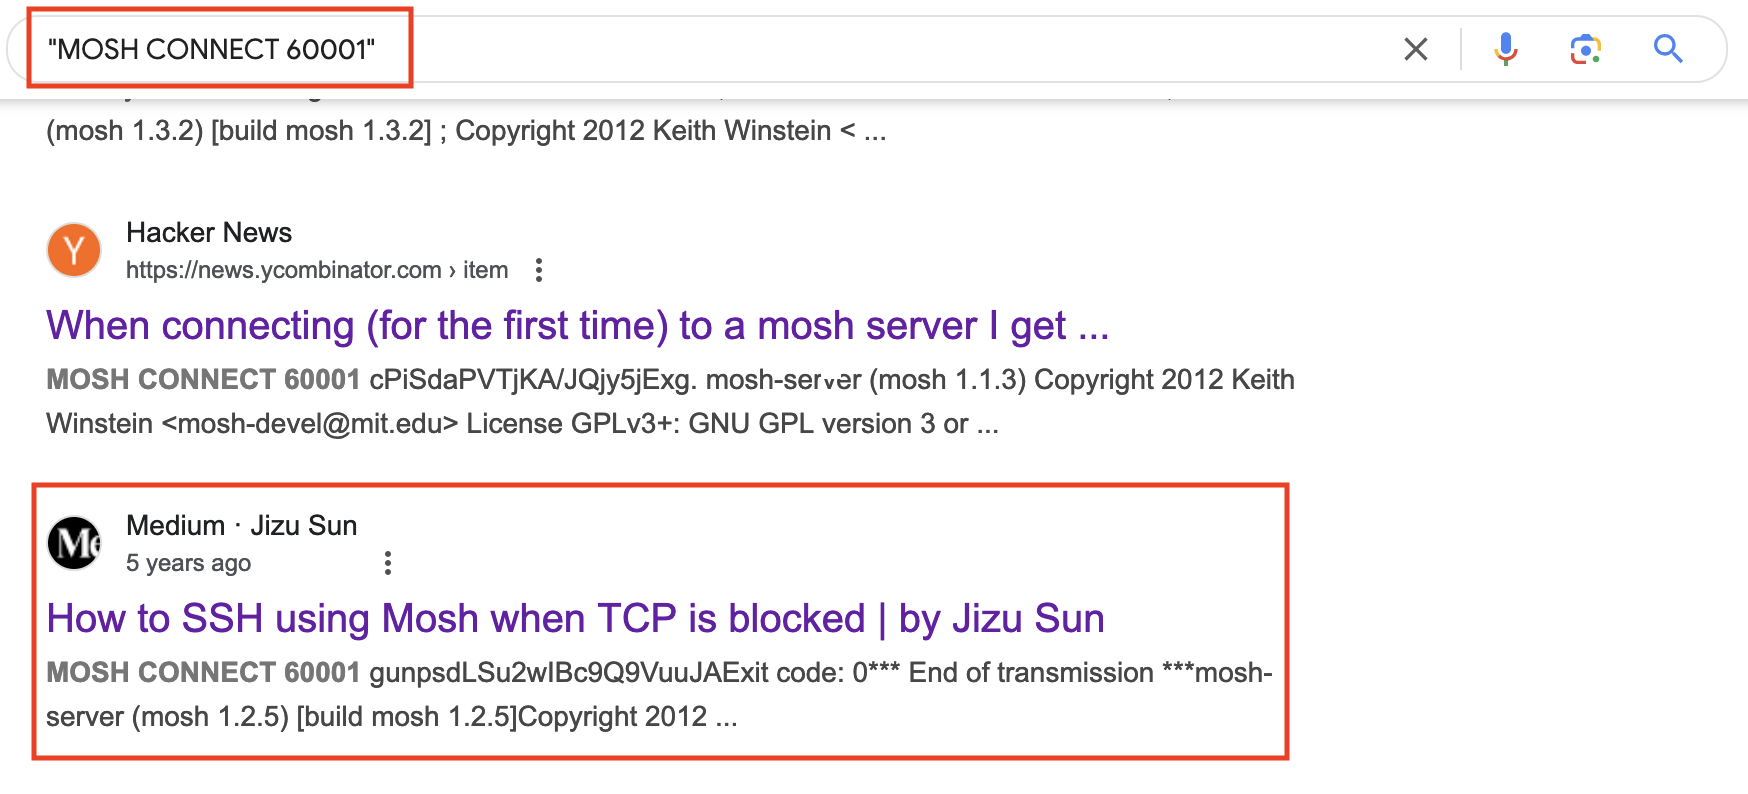 "MOSH CONNECT 60001"
(mosh 1.3.2) [build mosh 1.3.2] ; Copyright 2012 Keith Winstein < ...
Y
Hacker News
https://news.ycombinator.com › item
When connecting (for the first time) to a mosh server I get ...
MOSH CONNECT 60001 cPiSdaPVTjKA/JQjy5jExg. mosh-server (mosh 1.1.3) Copyright 2012 Keith
Winstein <mosh-devel@mit.edu> License GPLv3+: GNU GPL version 3 or ...
Me
Medium · Jizu Sun
5 years ago
How to SSH using Mosh when TCP is blocked | by Jizu Sun
MOSH CONNECT 60001 gunpsdLSu2wIBc9Q9VuuJAExit code: 0*** End of transmission ***mosh-
server (mosh 1.2.5) [build mosh 1.2.5]Copyright 2012 ...